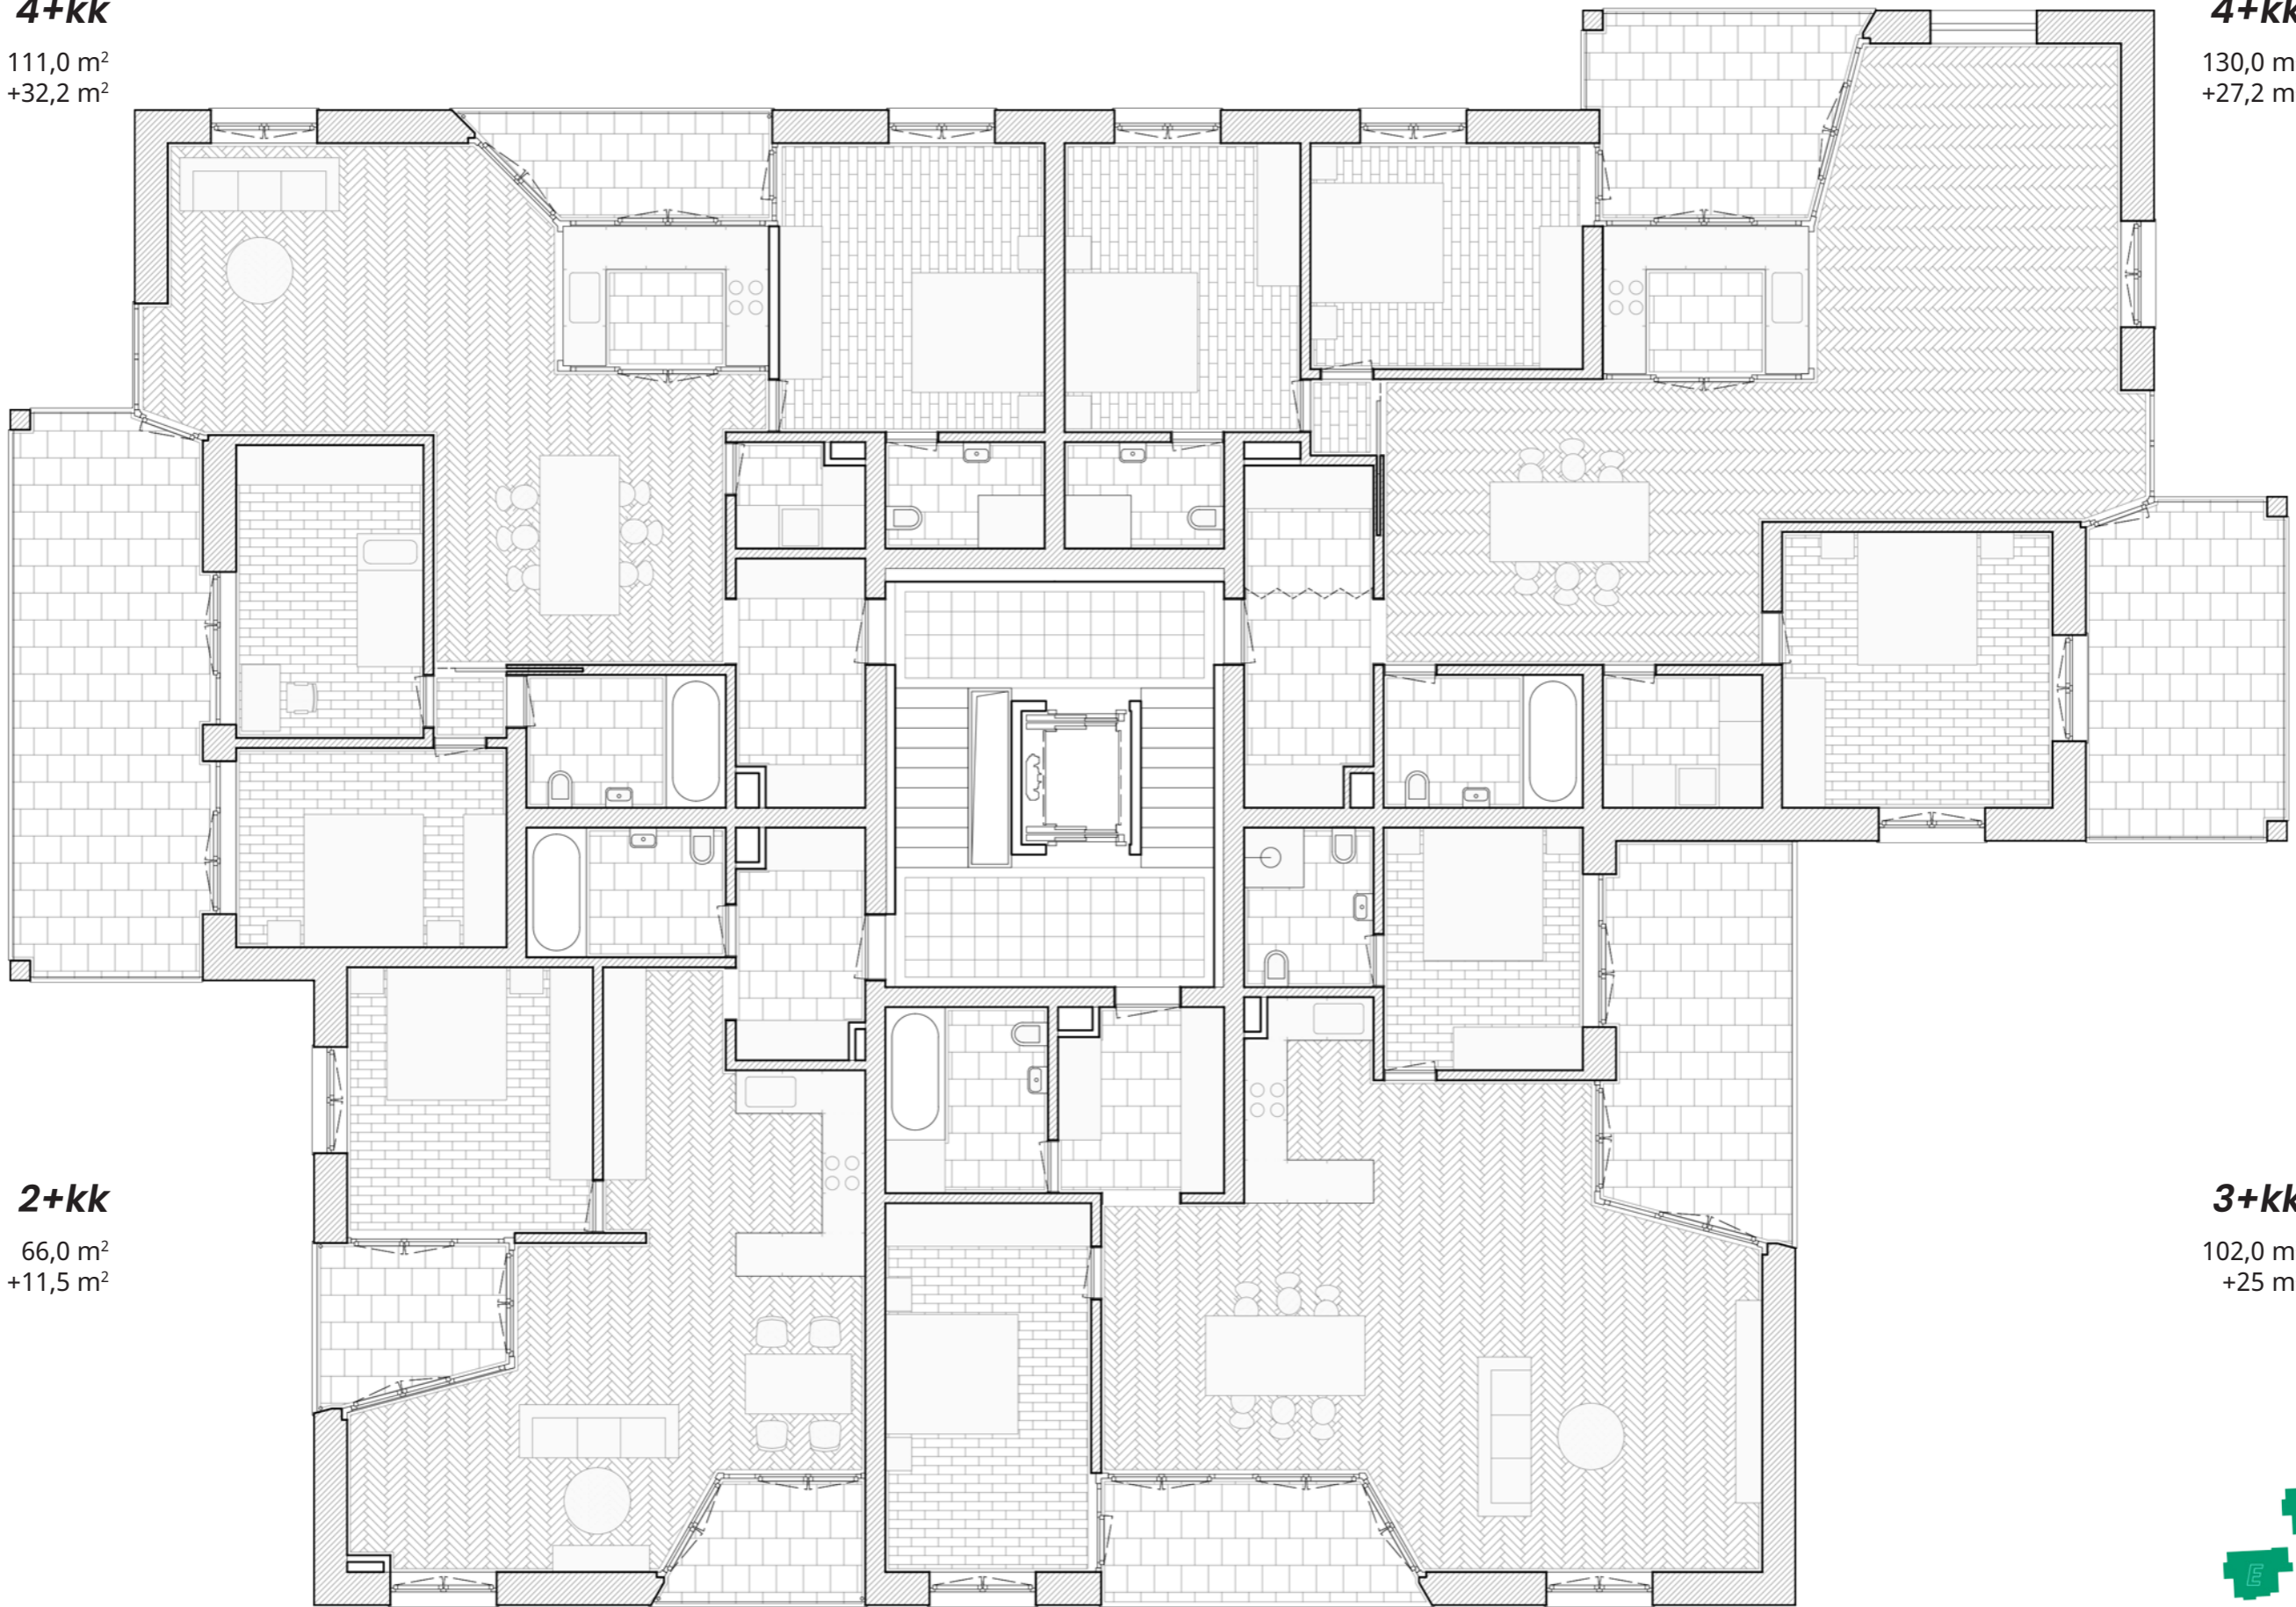 4+kk
111,0 m²
+32,2 m²
4+kk
130,0 m
+27,2 m
2+kk
66,0 m²
+11,5 m²
3+kk
102,0 m
+25 m
E